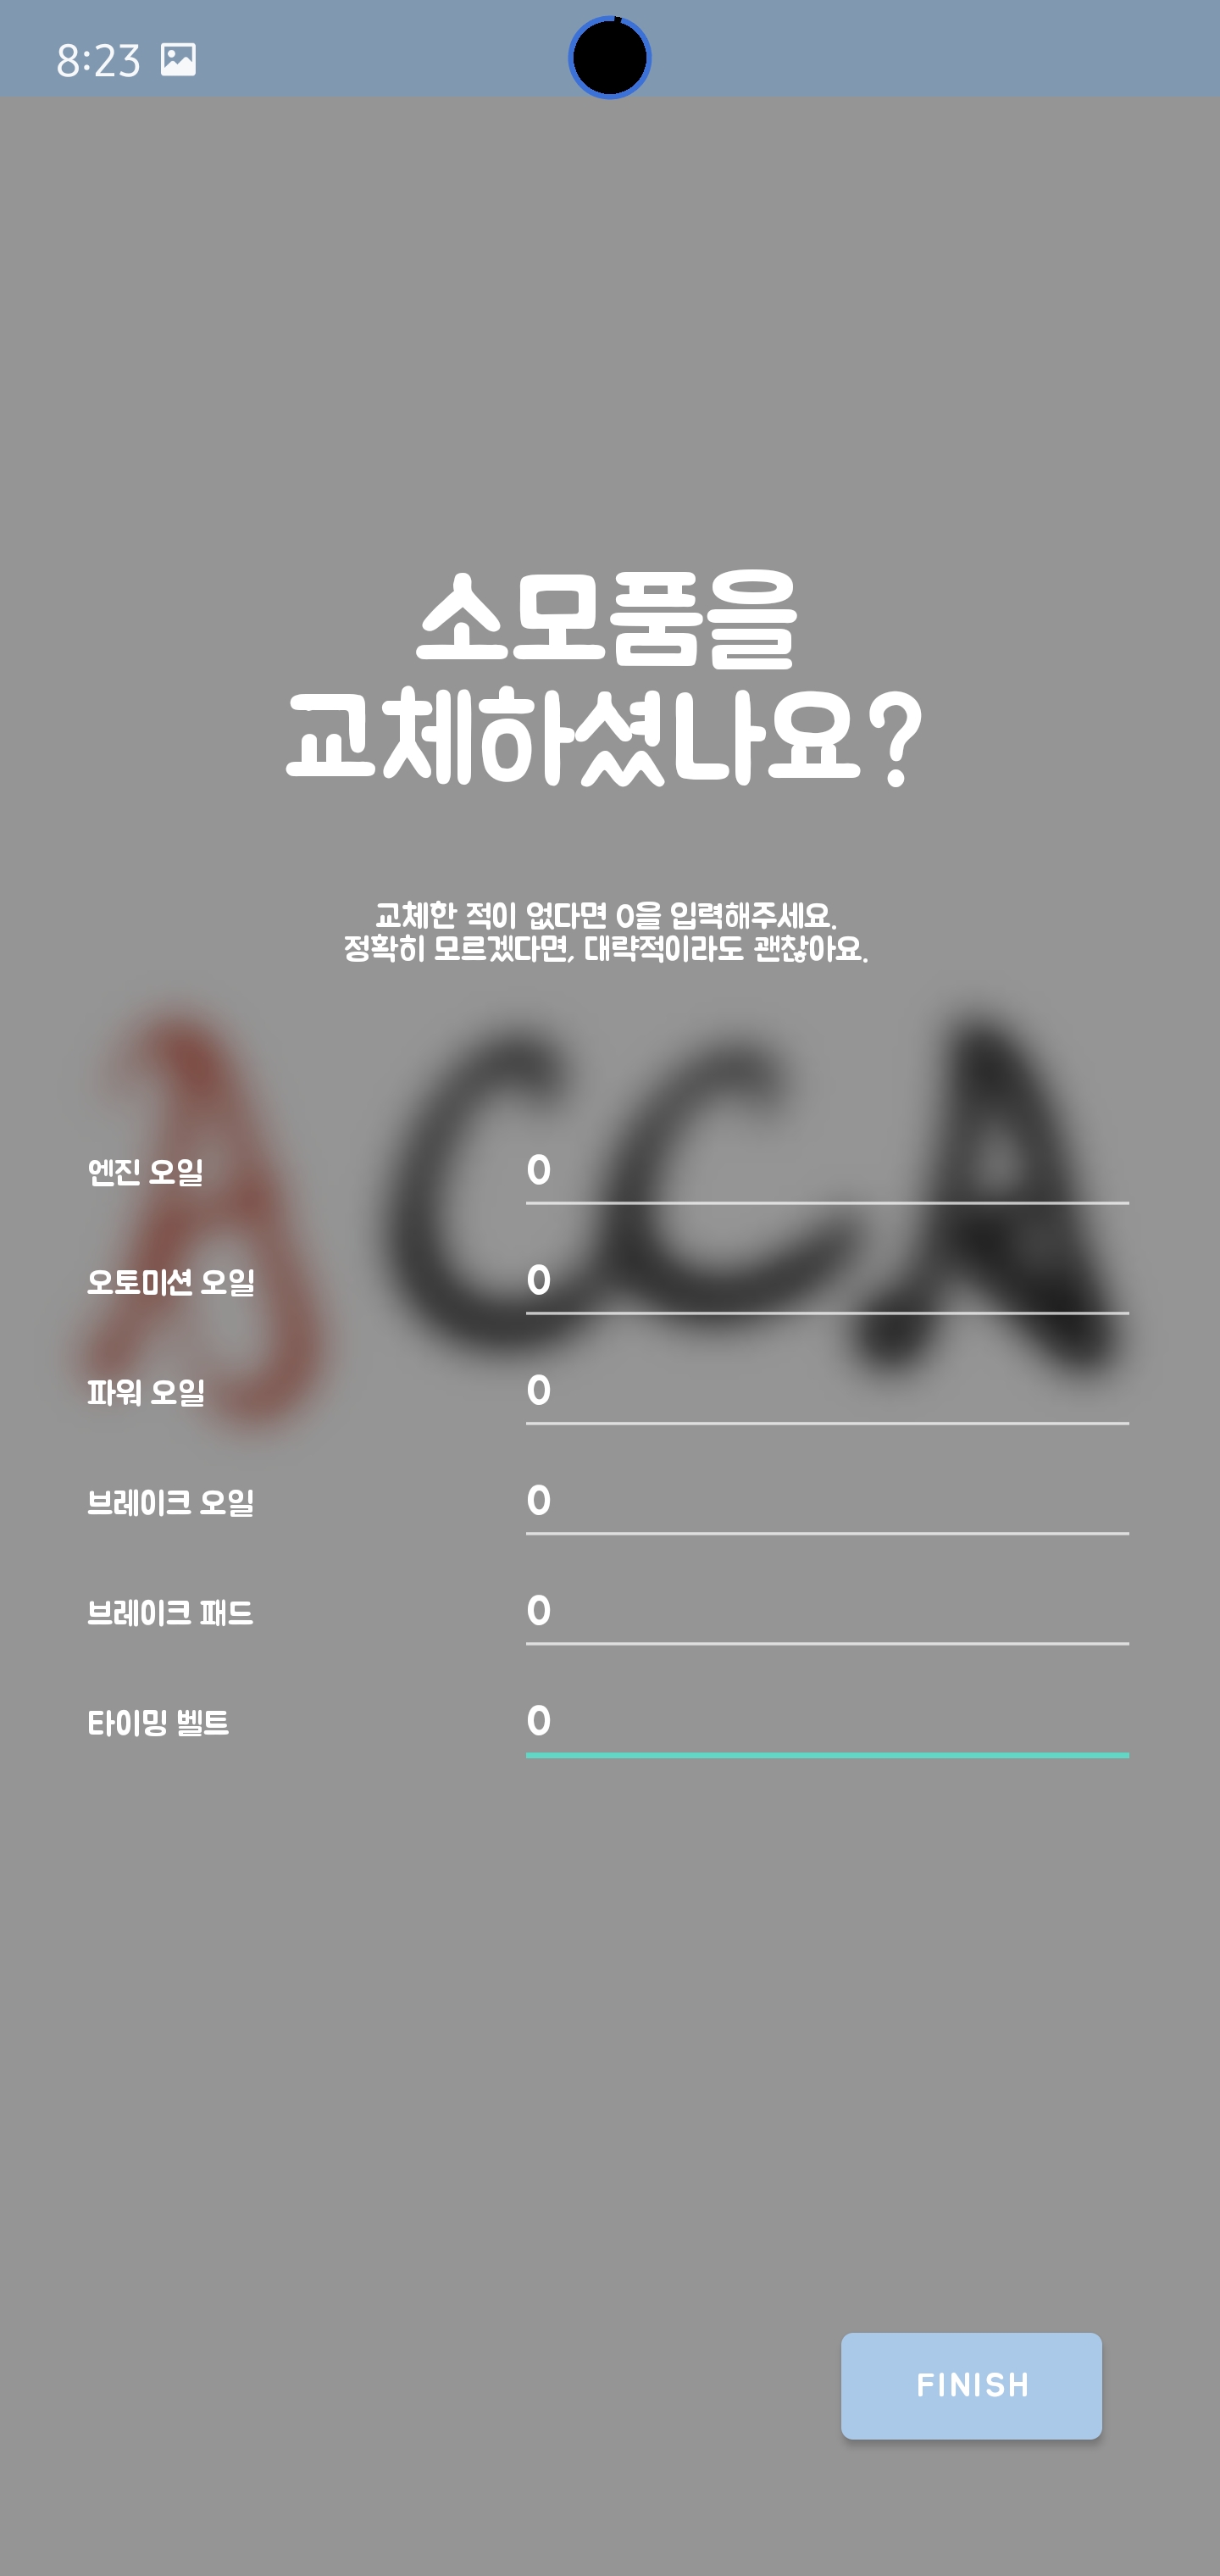 8:23
소모품을
교체하셨나요?
교체한 적이 없다면 0을 입력해주세요.
정확히 모르겠다면, 대략적이라도 괜찮아요.
ACCA
엔진 오일 0
오토미션 오일 0
파워 오일 0
브레이크 오일 0
브레이크 패드 0
타이밍 벨트 0
FINISH